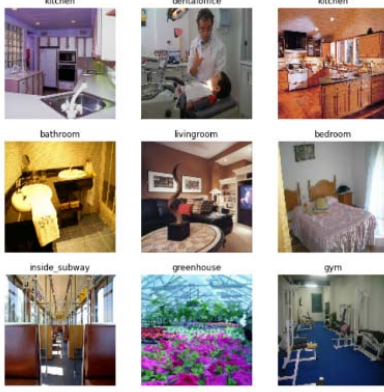 kitchen
dentaloffice
kitchen
bathroom
livingroom
bedroom
inside_subway
greenhouse
gym